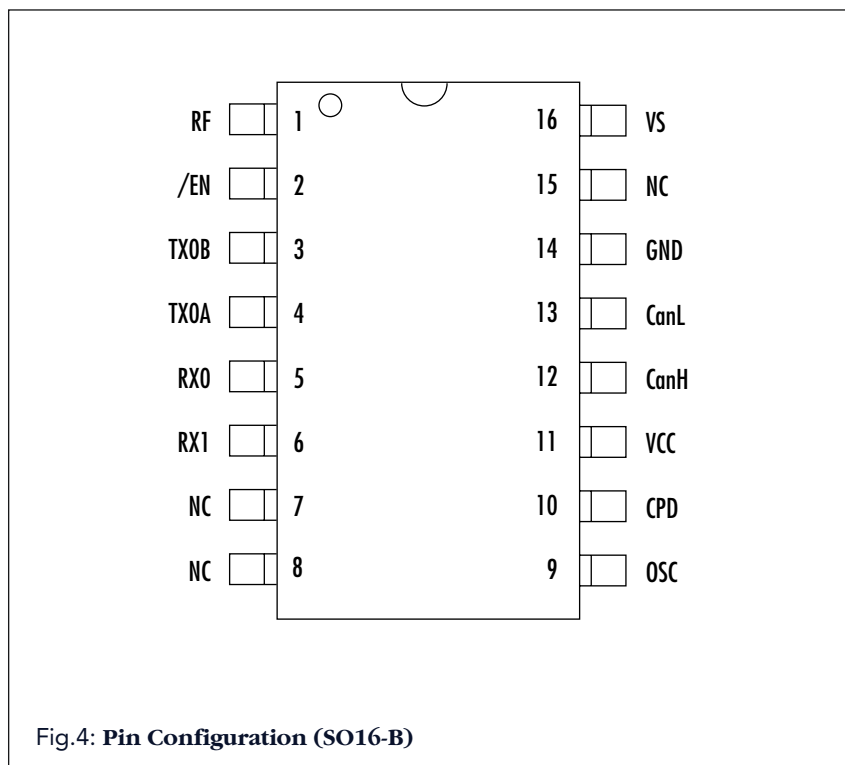 RF 1 16 VS
/EN 2 15 NC
TX0B 3 14 GND
TX0A 4 13 CanL
RX0 5 12 CanH
RX1 6 11 VCC
NC 7 10 CPD
NC 8 9 OSC
Fig.4: Pin Configuration (SO16-B)